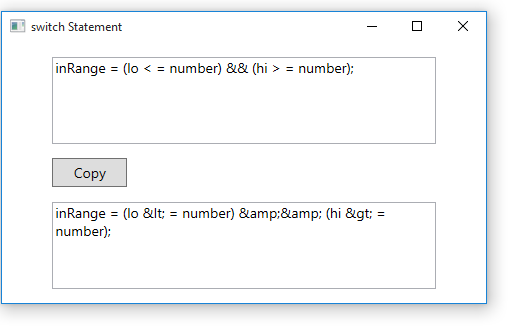 switch Statement
inRange = (lo < = number) && (hi > = number);
Copy
inRange = (lo &lt; = number) &amp;&amp; (hi &gt; =
number);